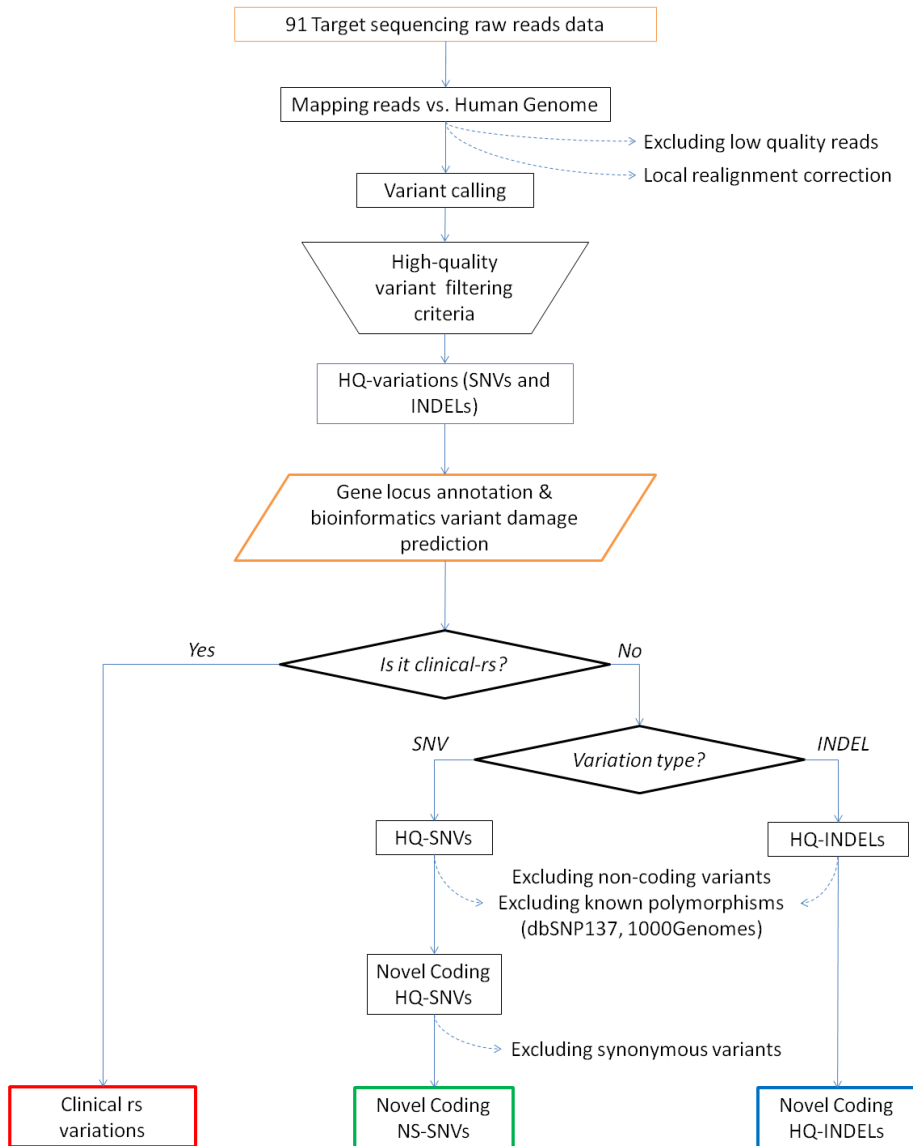 91 Target sequencing raw reads data
Mapping reads vs. Human Genome
Excluding low quality reads
Local realignment correction
Variant calling
High-quality
variant filtering
criteria
HQ-variations (SNVs and
INDELs)
Gene locus annotation &
bioinformatics variant damage
prediction
Yes
Is it clinical-rs?
No
SNV
Variation type?
INDEL
HQ-SNVs
HQ-INDELs
Excluding non-coding variants
Excluding known polymorphisms
(dbSNP137, 1000Genomes)
Novel Coding
HQ-SNVs
Excluding synonymous variants
Clinical rs
variations
Novel Coding
NS-SNVs
Novel Coding
HQ-INDELs